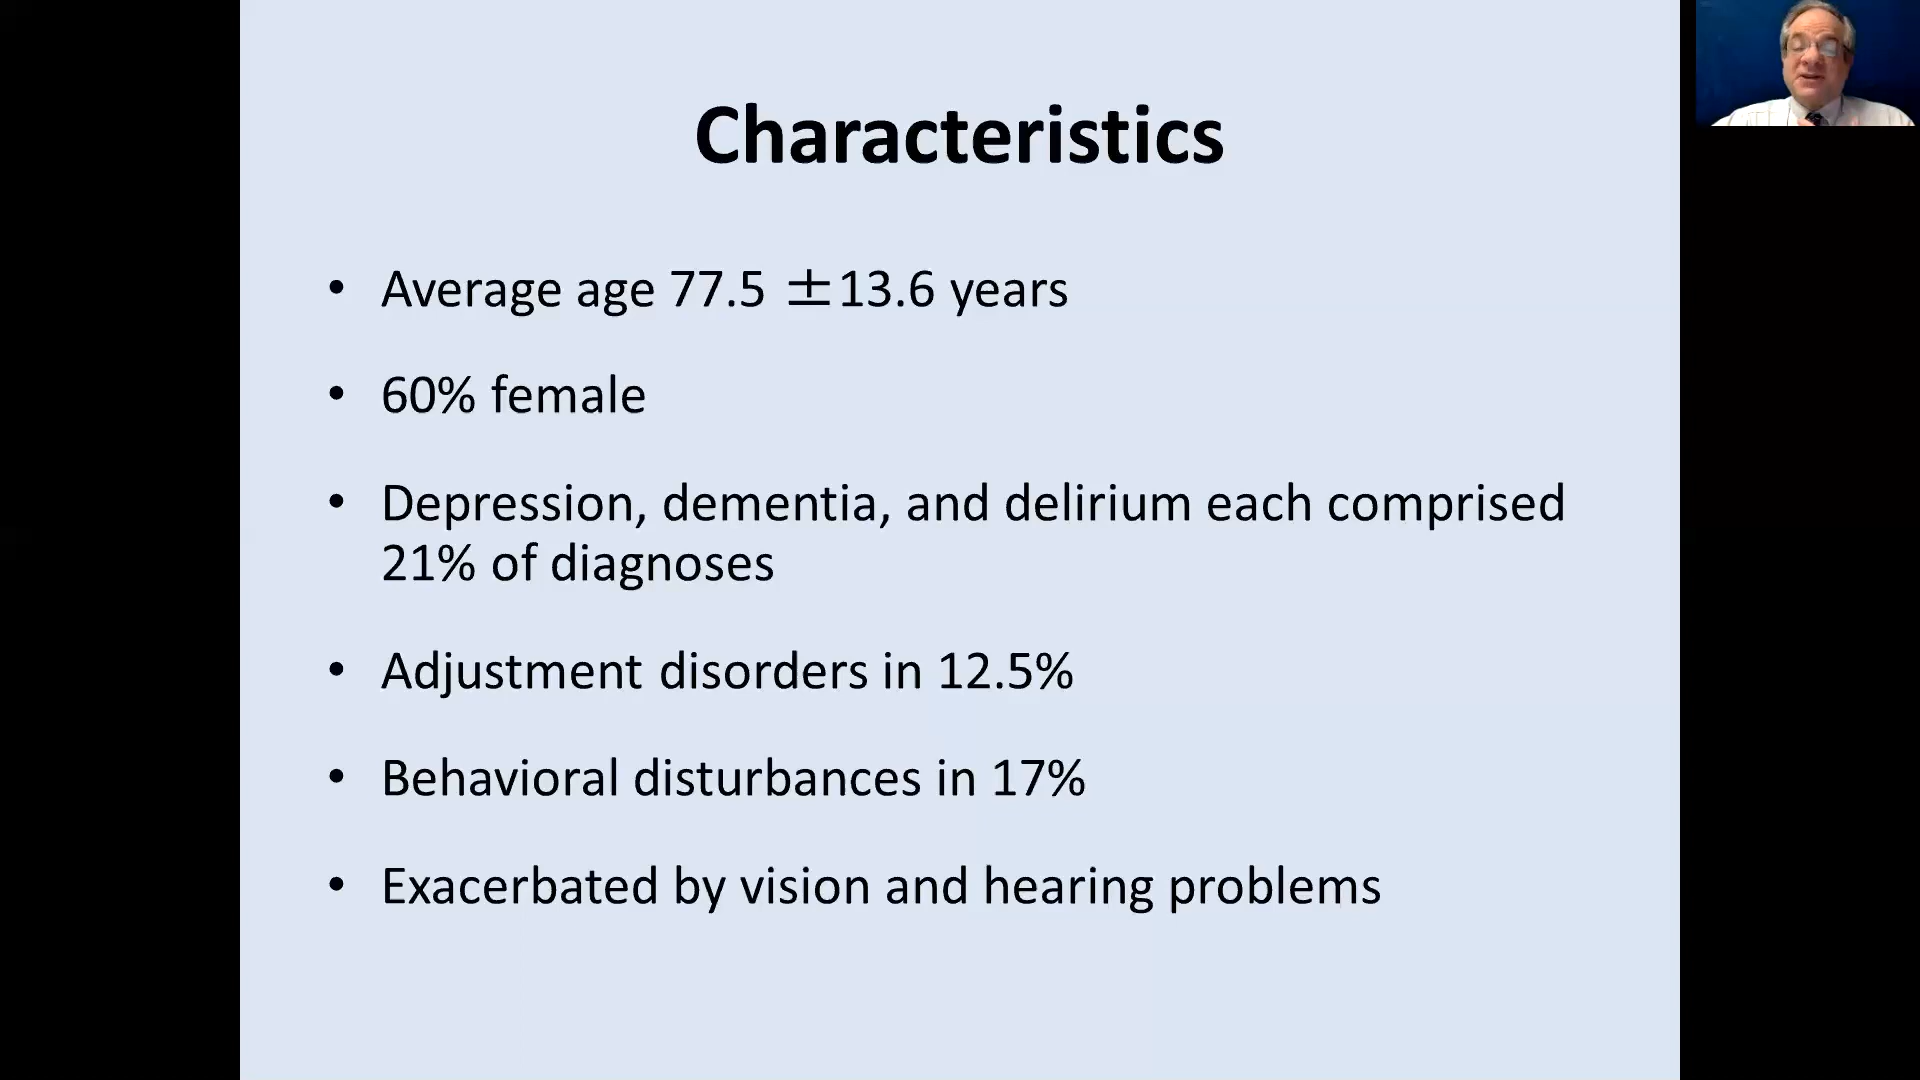 Characteristics
• Average age 77.5 ±13.6 years
• 60% female
• Depression, dementia, and delirium each comprised
21% of diagnoses
• Adjustment disorders in 12.5%
• Behavioral disturbances in 17%
• Exacerbated by vision and hearing problems